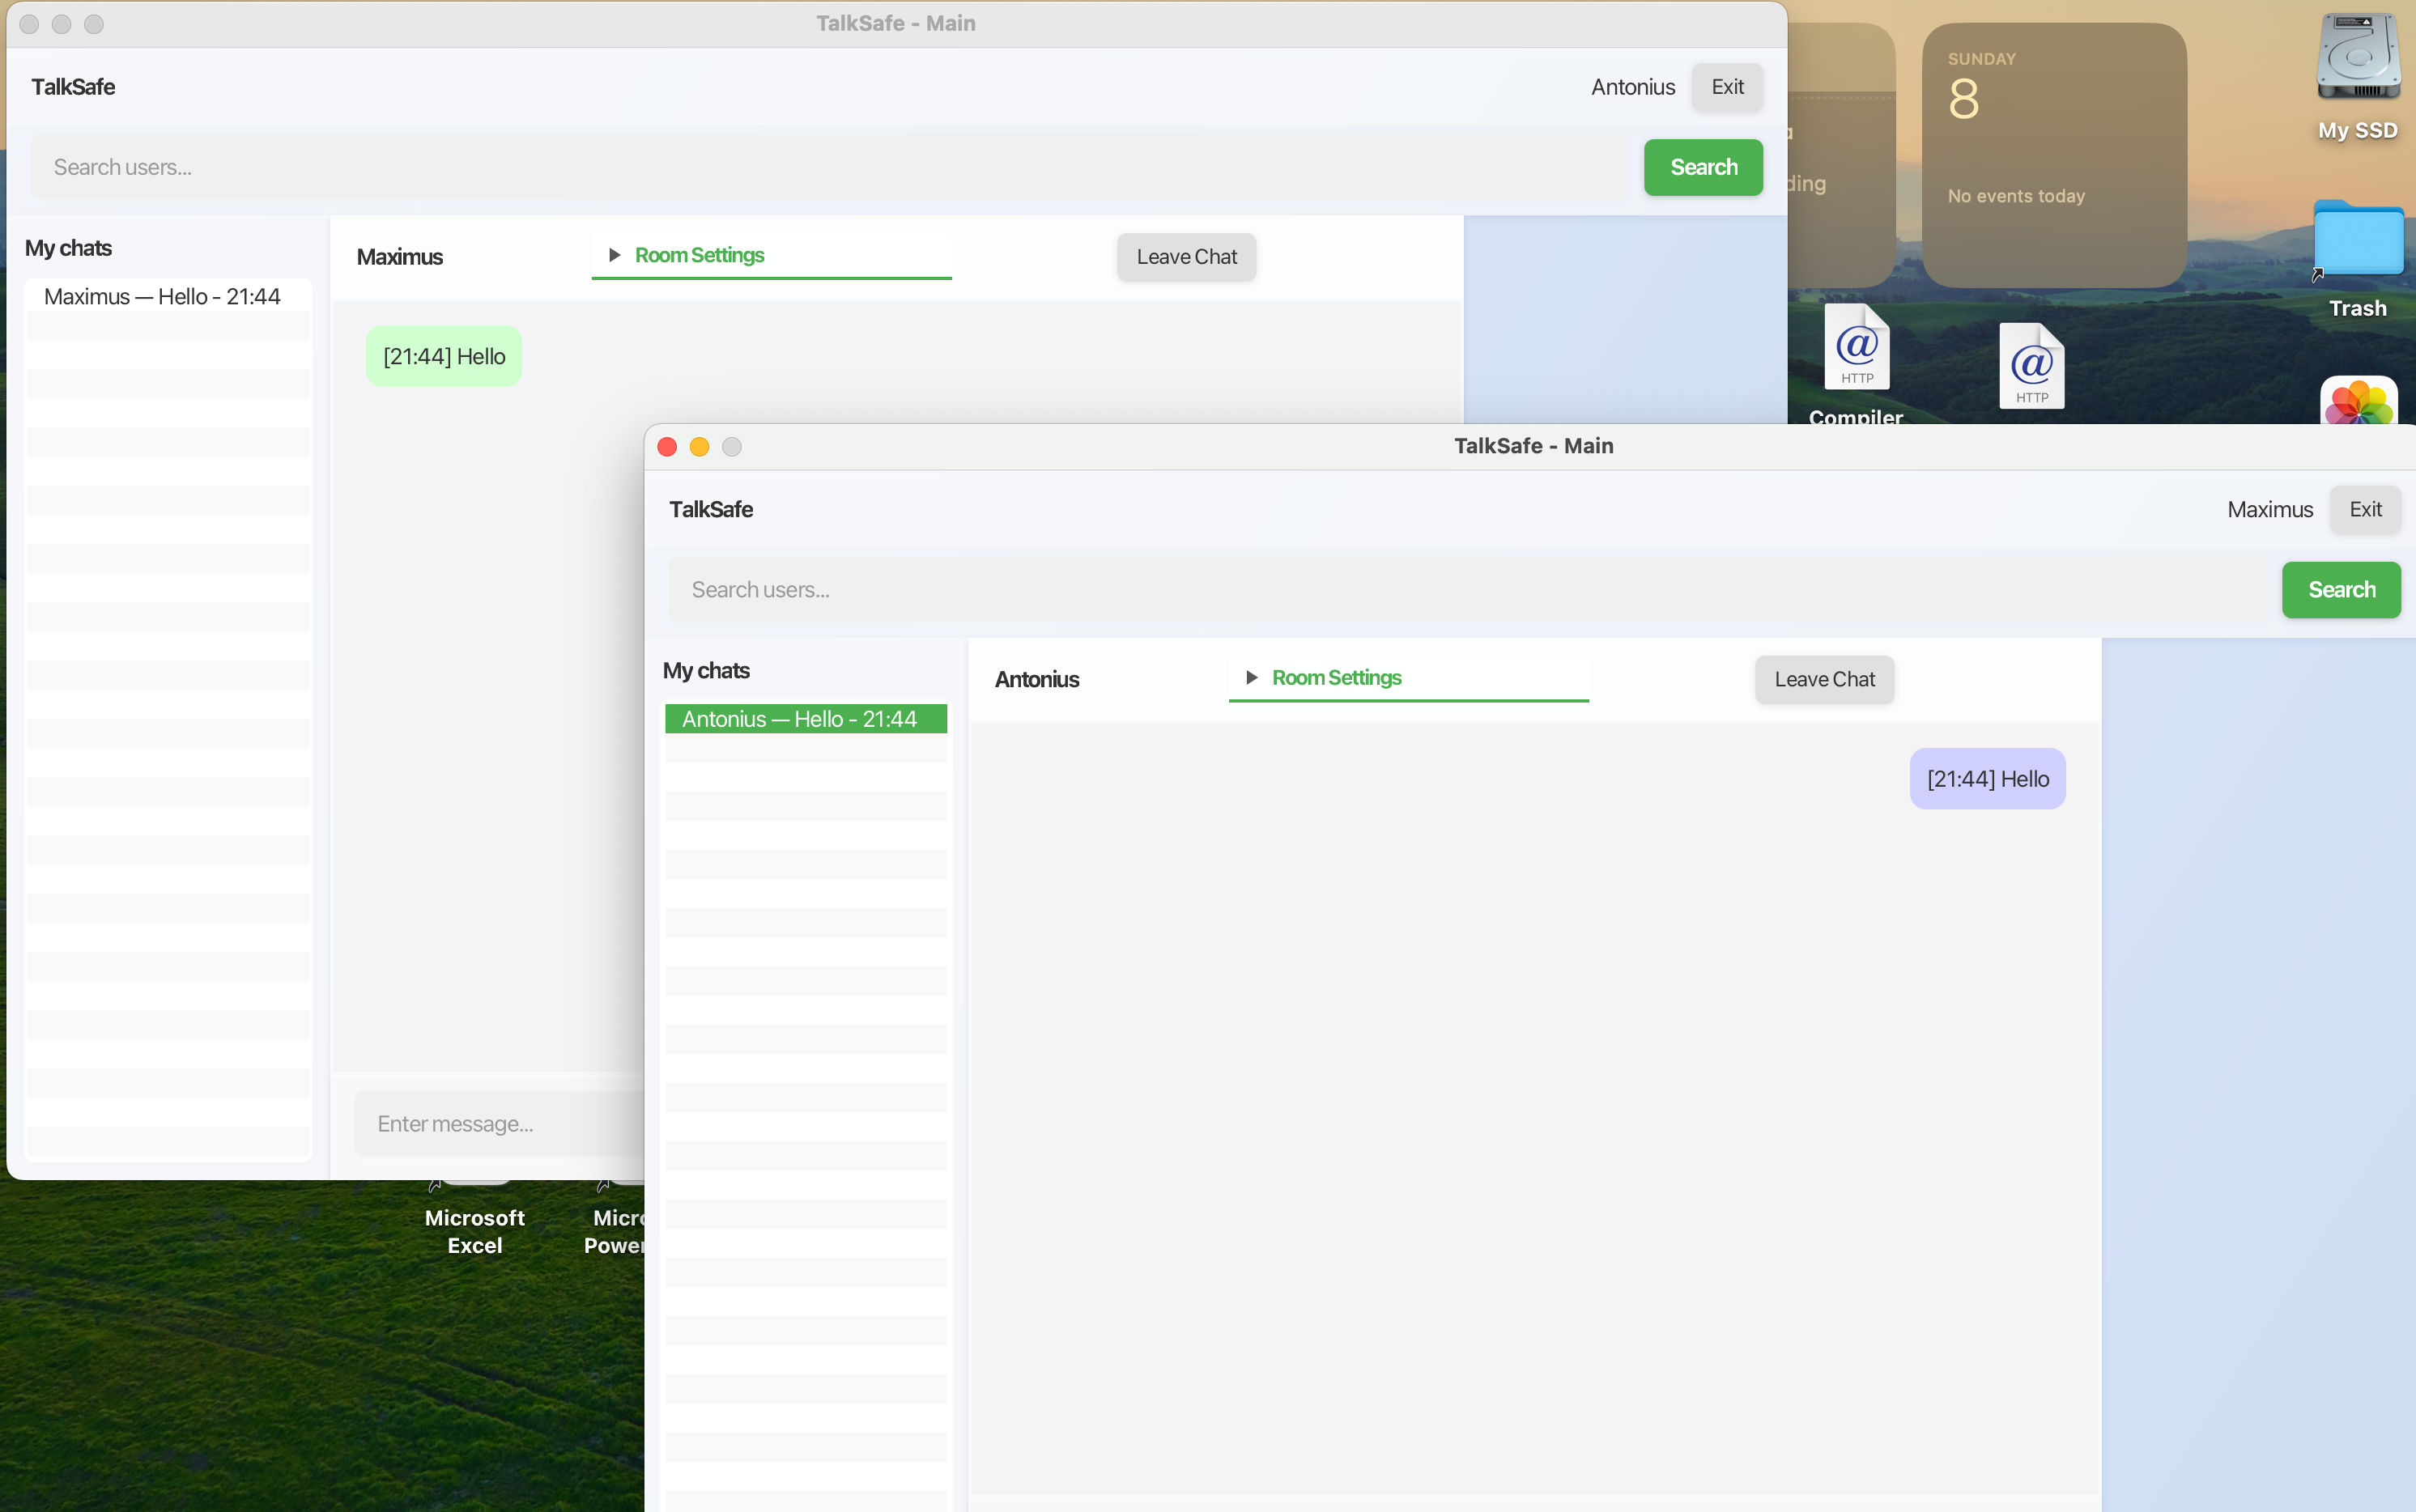 TalkSafe - Main
TalkSafe
Antonius
Exit
Search users...
Search
My chats
Maximus — Hello - 21:44
Maximus
Room Settings
Leave Chat
[21:44] Hello
Enter message...
SUNDAY
8
No events today
ding
My SSD
Trash
HTTP
Compiler
HTTP
TalkSafe - Main
TalkSafe
Maximus
Exit
Search users...
Search
My chats
Antonius — Hello - 21:44
Antonius
Room Settings
Leave Chat
[21:44] Hello
Microsoft
Excel